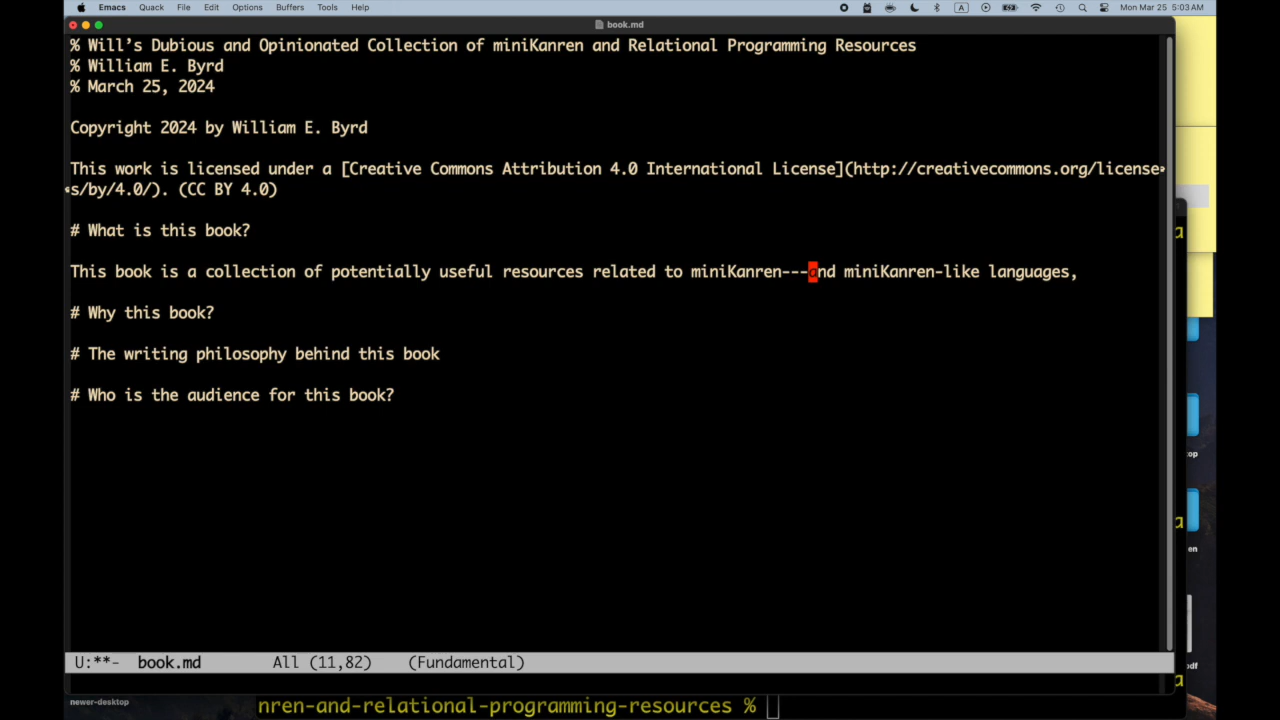 Emacs Quack File Edit Options Buffers Tools Help Mon Mar 25 5:03 AM
book.md
% Will's Dubious and Opinionated Collection of miniKanren and Relational Programming Resources
% William E. Byrd
% March 25, 2024
Copyright 2024 by William E. Byrd
This work is licensed under a [Creative Commons Attribution 4.0 International License](http://creativecommons.org/license
s/by/4.0/). (CC BY 4.0)
# What is this book?
This book is a collection of potentially useful resources related to miniKanren---and miniKanren-like languages,
# Why this book?
# The writing philosophy behind this book
# Who is the audience for this book?
U:**- book.md All (11,82) (Fundamental)
newer-desktop
nren-and-relational-programming-resources %
a
top
a
en
pdf
a